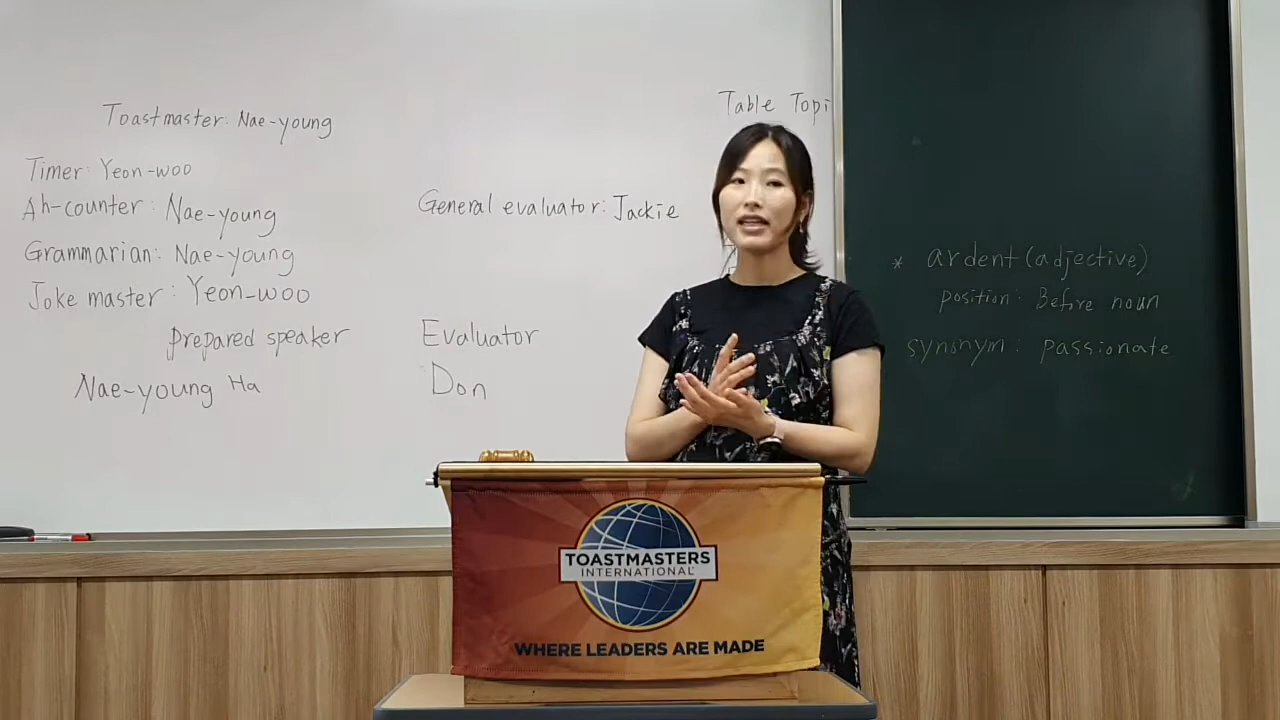 Toastmaster: Nae-young
Timer: Yeon-woo
Ah-counter: Nae-young
Grammarian: Nae-young
Joke master: Yeon-woo
prepared speaker
Nae-young Ha
General evaluator: Jackie
Evaluator
Don
Table Topi
* ardent (adjective)
position: Before noun
synonym: passionate
TOASTMASTERS
INTERNATIONAL
WHERE LEADERS ARE MADE